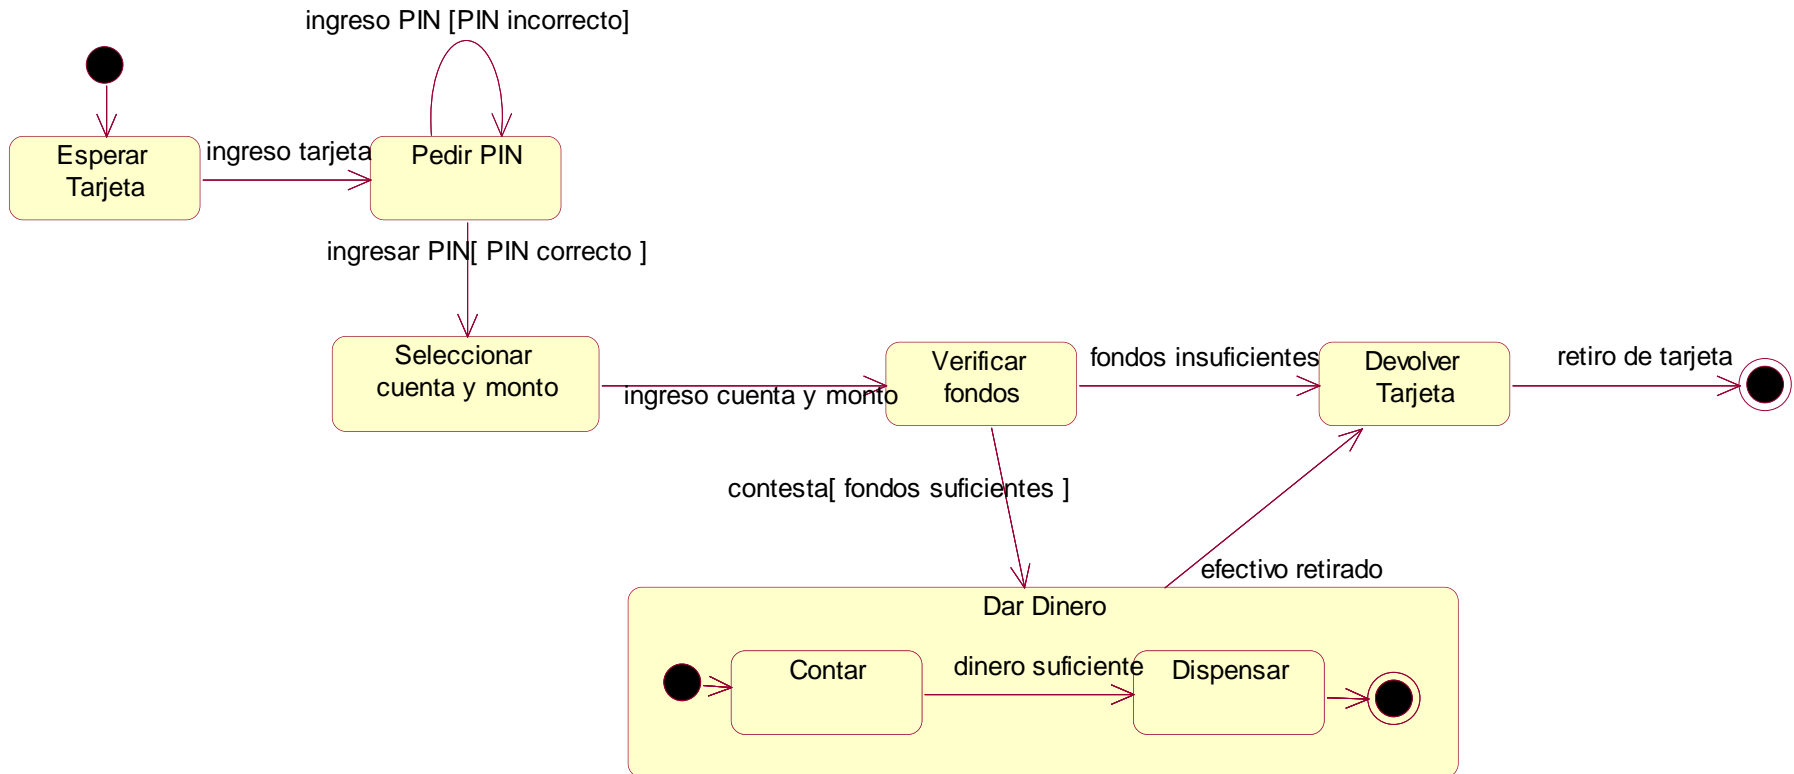 ingreso PIN [PIN incorrecto]
Esperar
Tarjeta
ingreso tarjeta
Pedir PIN
ingresar PIN[ PIN correcto ]
Seleccionar
cuenta y monto
ingreso cuenta y monto
Verificar
fondos
fondos insuficientes
Devolver
Tarjeta
retiro de tarjeta
contesta[ fondos suficientes ]
efectivo retirado
Dar Dinero
Contar
dinero suficiente
Dispensar